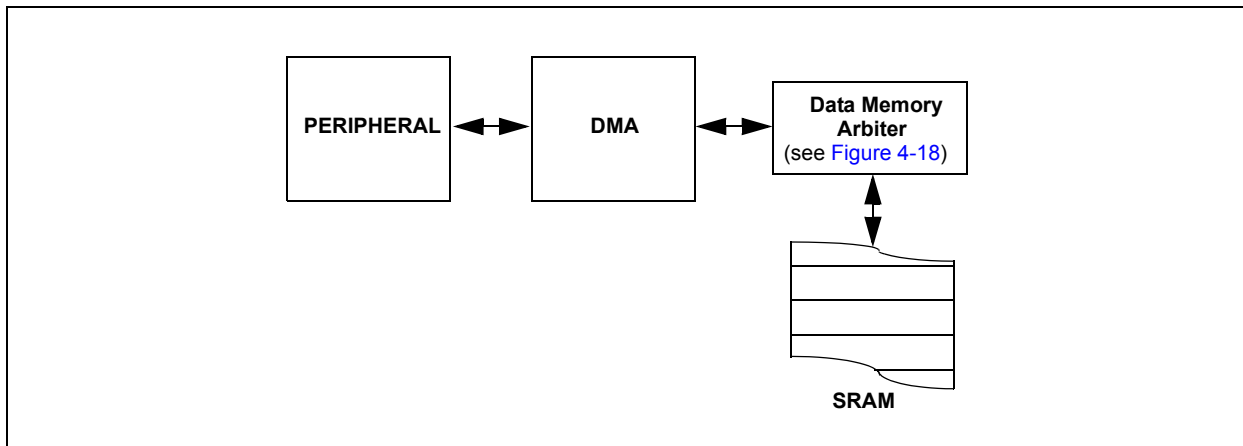 PERIPHERAL
DMA
Data Memory
Arbiter
(see Figure 4-18)
SRAM